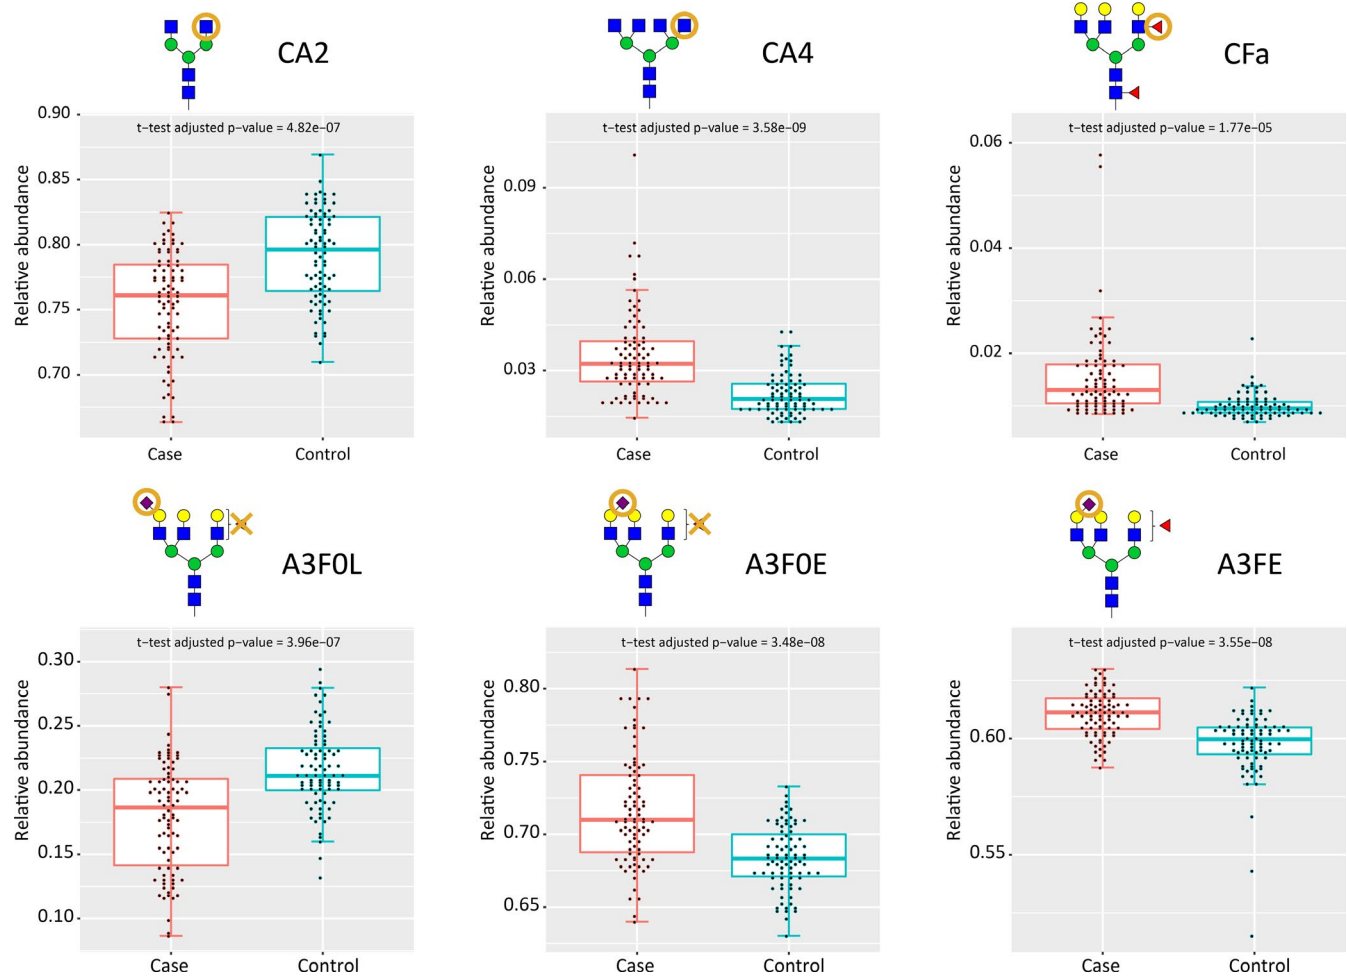 CA2
CA4
CFa
t-test adjusted p-value = 4.82e-07
t-test adjusted p-value = 3.58e-09
t-test adjusted p-value = 1.77e-05
Relative abundance
0.90
0.85
0.80
0.75
0.70
Case
Control
Relative abundance
0.09
0.06
0.03
Case
Control
Relative abundance
0.06
0.04
0.02
Case
Control
A3F0L
A3F0E
A3FE
t-test adjusted p-value = 3.96e-07
t-test adjusted p-value = 3.48e-08
t-test adjusted p-value = 3.55e-08
Relative abundance
0.30
0.25
0.20
0.15
0.10
Case
Control
Relative abundance
0.80
0.75
0.70
0.65
Case
Control
Relative abundance
0.60
0.55
Case
Control